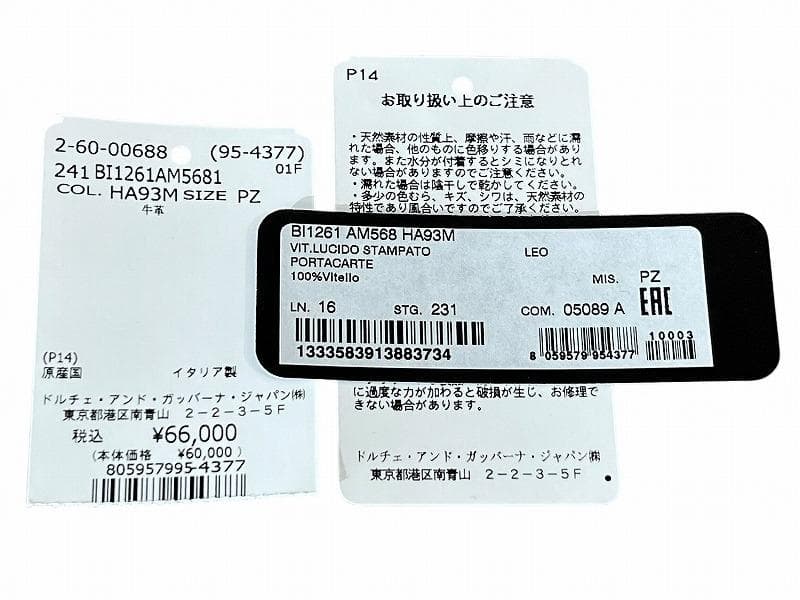 2-60-00688 (95-4377)
241 BI1261AM5681 01F
COL. HA93M SIZE PZ
牛革
(P14)
原産国 イタリア製
ドルチェ・アンド・ガッバーナ・ジャパン㈱
東京都港区南青山 2-2-3-5F
税込 ¥66,000
(本体価格 ¥60,000)
805957995-4377
P14
お取り扱い上のご注意
・天然素材の性質上、摩擦や汗、雨などに濡
れた場合、他のものに色移りする場合があり
ます。また水分が付着するとシミになりとれ
ない場合がありますのでご注意ください。
・濡れた場合は陰干しで乾かしてください。
・多少の色むら、キズ、シワは、天然素材の
特性であり風合いですのでご了承ください。
BI1261 AM568 HA93M
VIT.LUCIDO STAMPATO LEO
PORTACARTE
100%Vitello MIS. PZ
LN. 16 STG. 231 COM. 05089 A EAC
1333583913883734
8 059579 954377
10003
に過度な力が加わると破損が生じ、お修理で
きない場合があります。
ドルチェ・アンド・ガッバーナ・ジャパン㈱
東京都港区南青山 2-2-3-5F